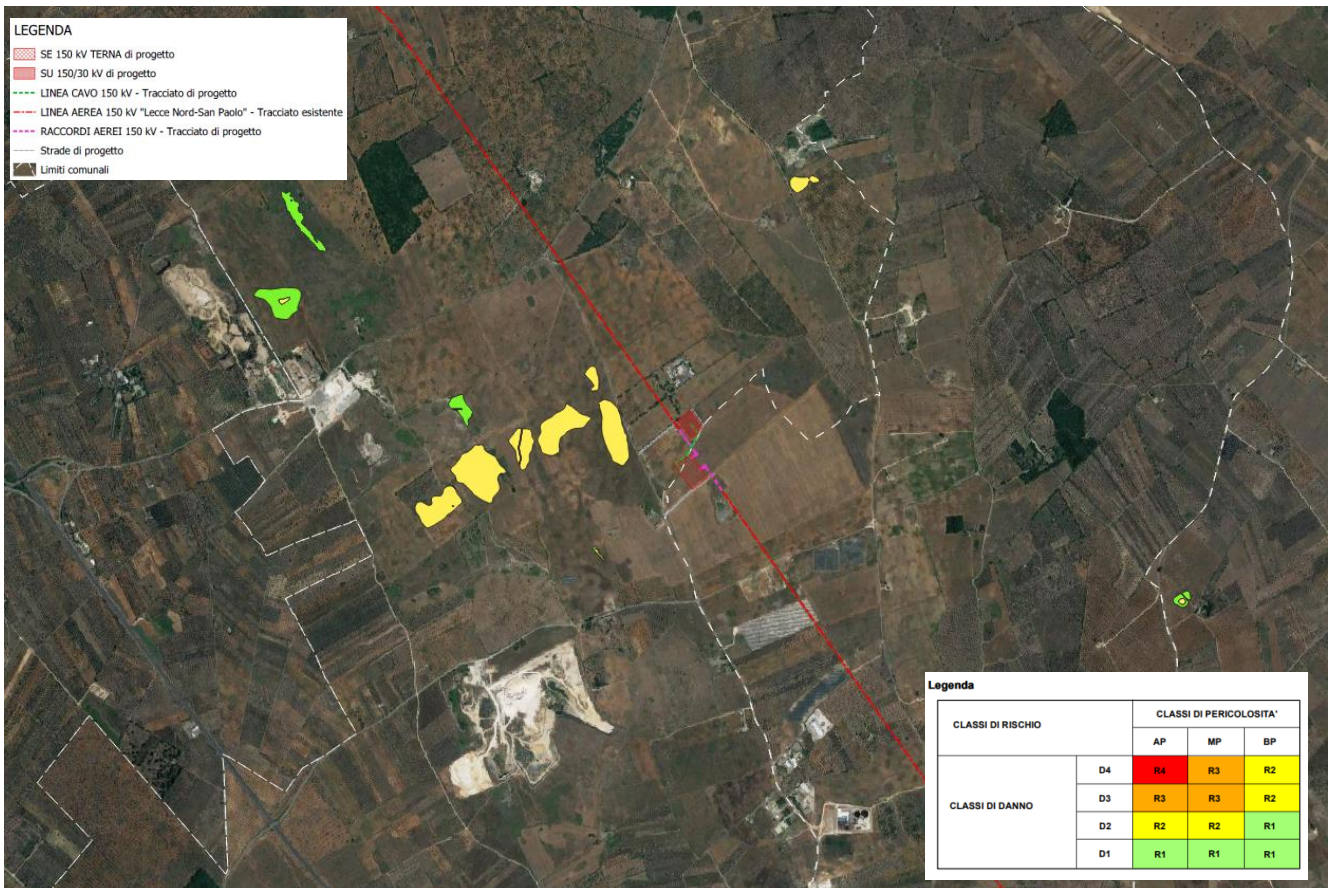 LEGENDA
SE 150 kV TERNA di progetto
SU 150/30 kV di progetto
LINEA CAVO 150 kV - Tracciato di progetto
LINEA AEREA 150 kV "Lecce Nord-San Paolo" - Tracciato esistente
RACCORDI AEREI 150 kV - Tracciato di progetto
Strade di progetto
Limiti comunali
Legenda
CLASSI DI RISCHIO
CLASSI DI PERICOLOSITA'
AP MP BP
CLASSI DI DANNO
D4 R4 R3 R2
D3 R3 R3 R2
D2 R2 R2 R1
D1 R1 R1 R1